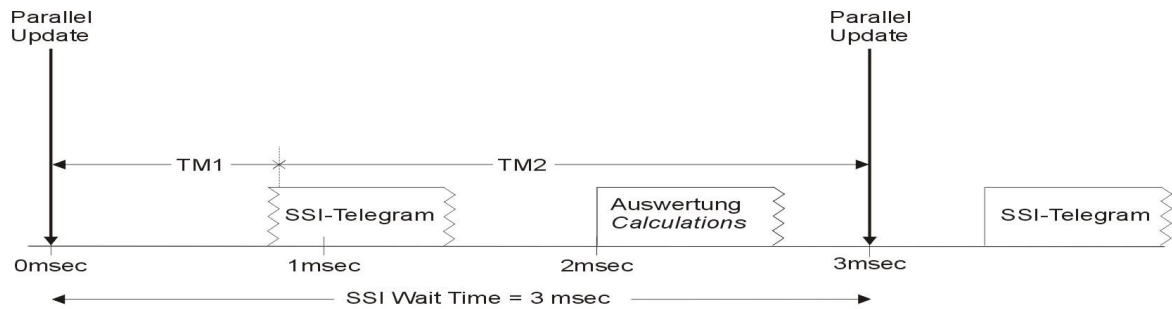 Parallel
Update
Parallel
Update
TM1
TM2
SSI-Telegram
Auswertung
Calculations
SSI-Telegram
0msec
1msec
2msec
3msec
SSI Wait Time = 3 msec